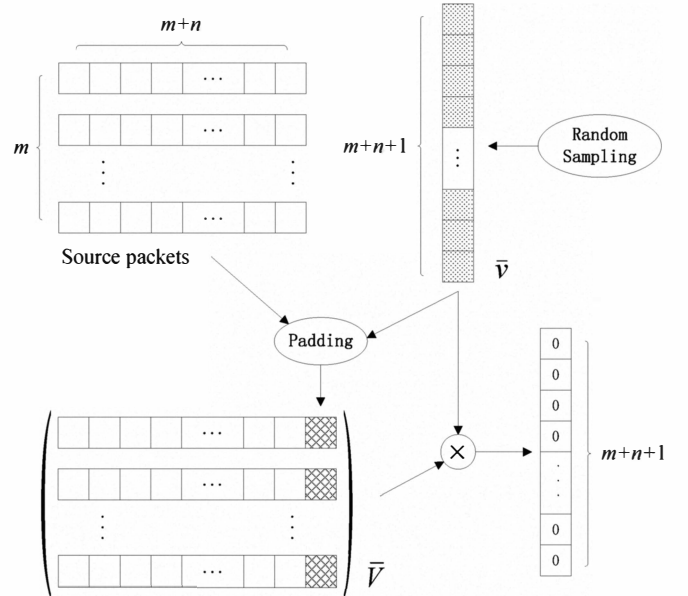 m+n
m
...
...
...
Source packets
m+n+1
...
v̄
Random
Sampling
Padding
...
...
...
V̄
×
0
0
0
0
...
0
0
m+n+1